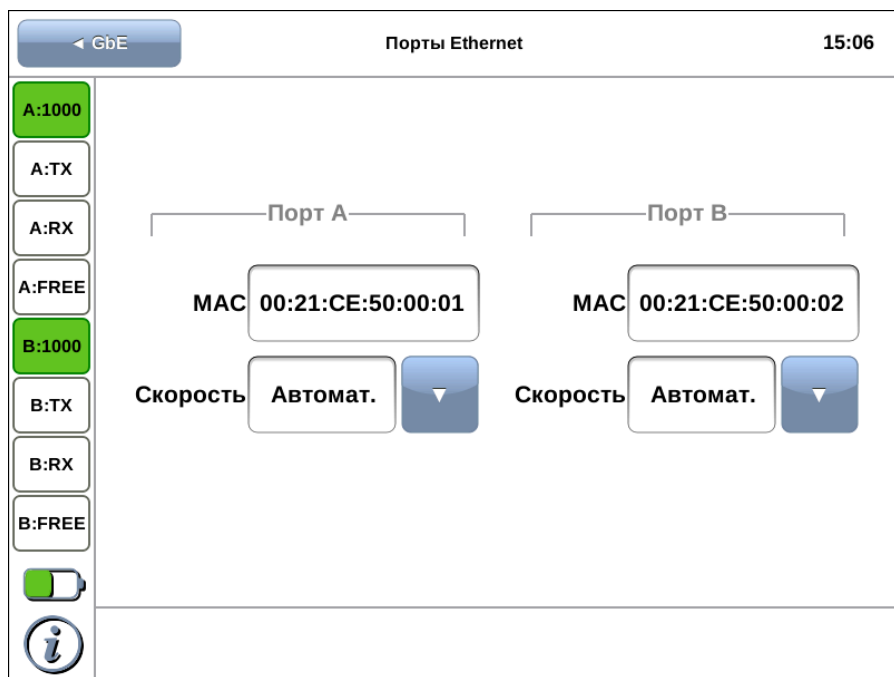 ◄ GbE
Порты Ethernet
15:06
A:1000
A:TX
A:RX
A:FREE
B:1000
B:TX
B:RX
B:FREE
Порт A
MAC 00:21:CE:50:00:01
Скорость Автомат. ▼
Порт B
MAC 00:21:CE:50:00:02
Скорость Автомат. ▼
i